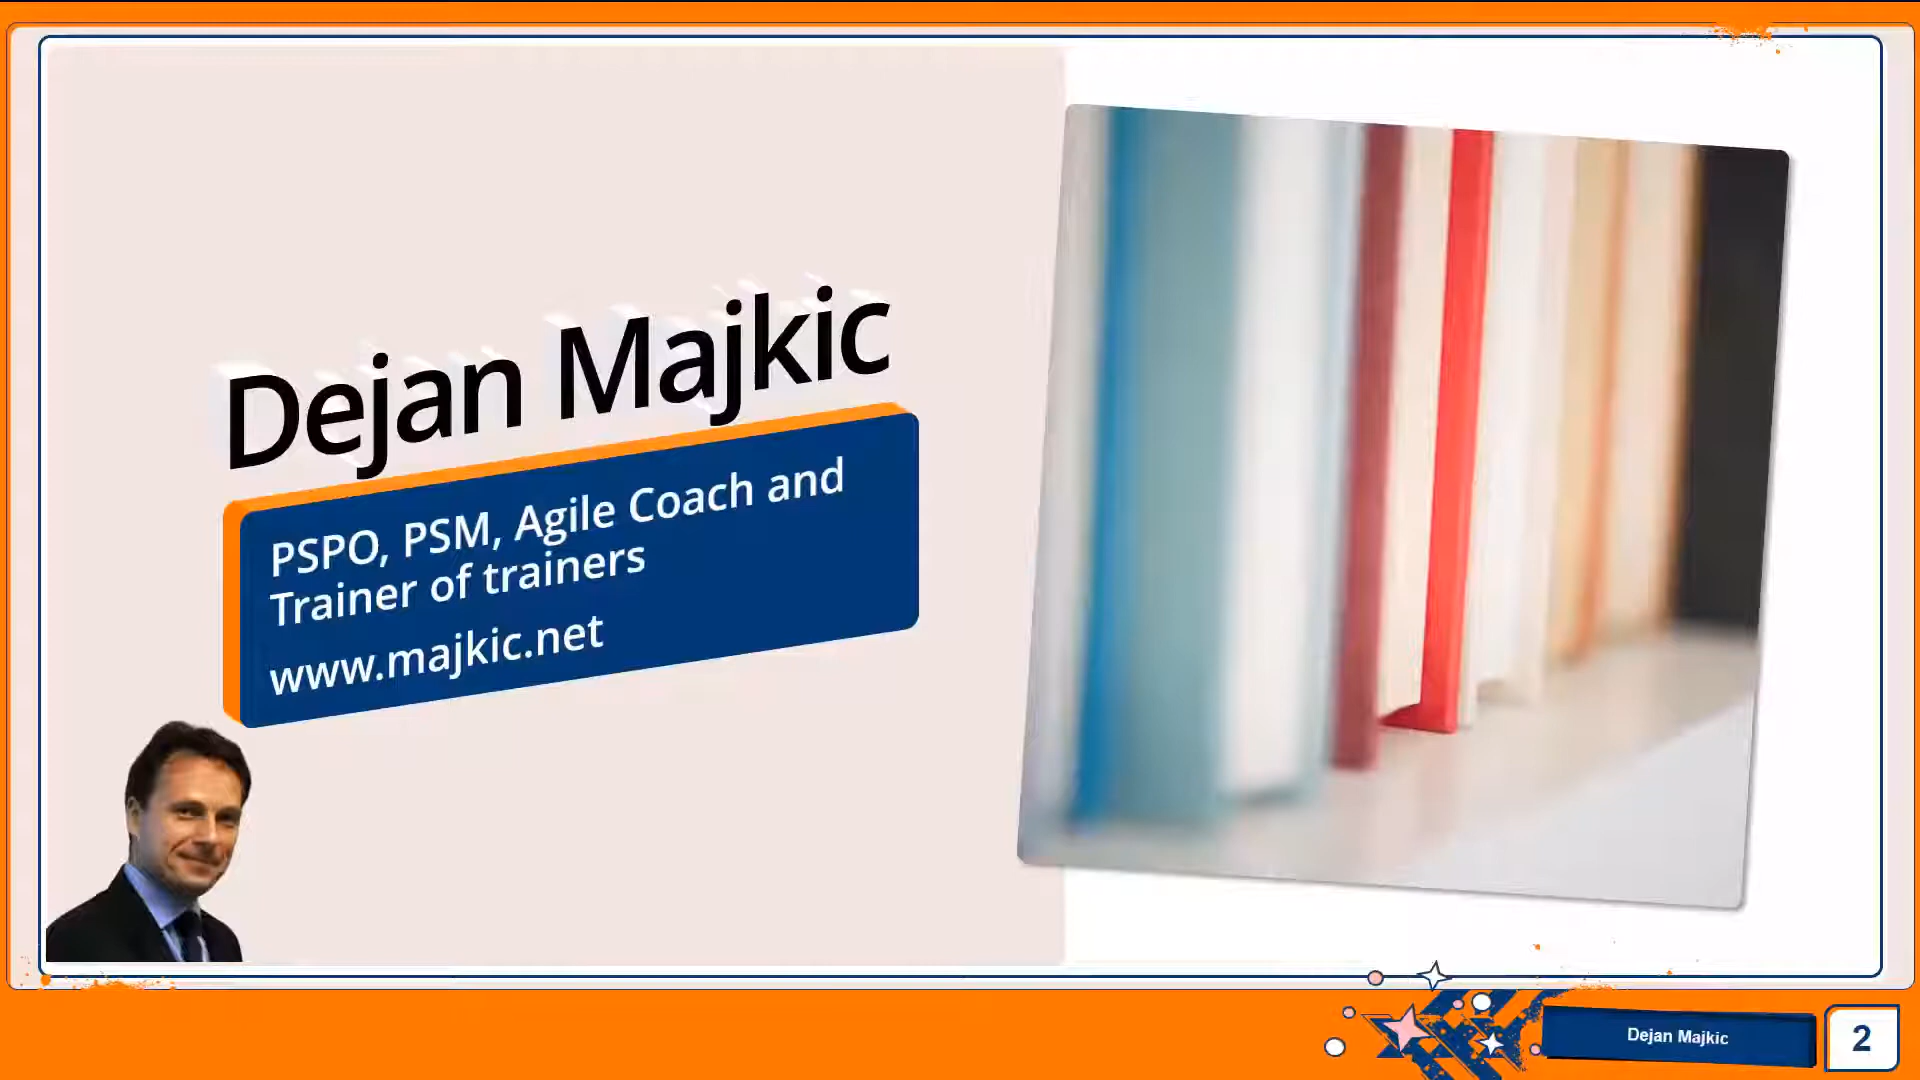 Dejan Majkic
PSPO, PSM, Agile Coach and
Trainer of trainers
www.majkic.net
Dejan Majkic
2